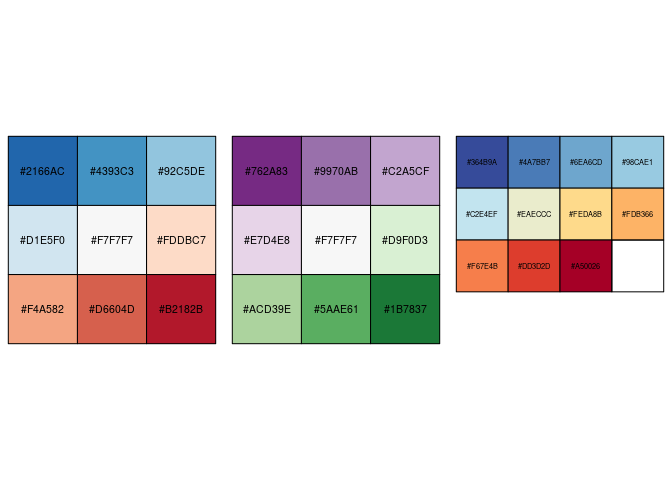 #2166AC #4393C3 #92C5DE
#D1E5F0 #F7F7F7 #FDDBC7
#F4A582 #D6604D #B2182B
#762A83 #9970AB #C2A5CF
#E7D4E8 #F7F7F7 #D9F0D3
#ACD39E #5AAE61 #1B7837
#364B9A #4A7BB7 #6EA6CD #98CAE1
#C2E4EF #EAECCC #FEDA8B #FDB366
#F67E4B #DD3D2D #A50026